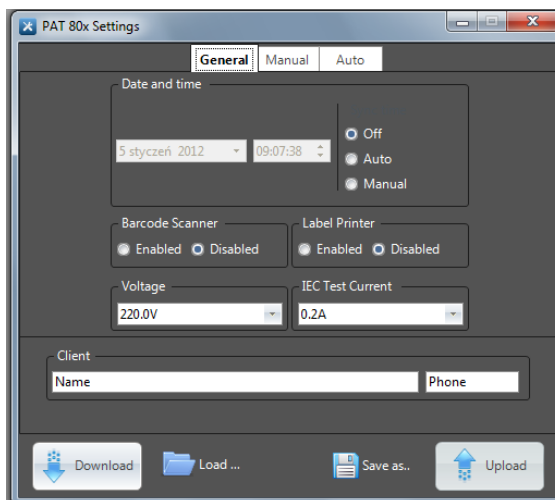 PAT 80x Settings
General Manual Auto
Date and time
5 styczeń 2012 09:07:38
Off
Auto
Manual
Barcode Scanner Label Printer
Enabled Disabled Enabled Disabled
Voltage IEC Test Current
220.0V 0.2A
Client
Name Phone
Download Load ... Save as.. Upload